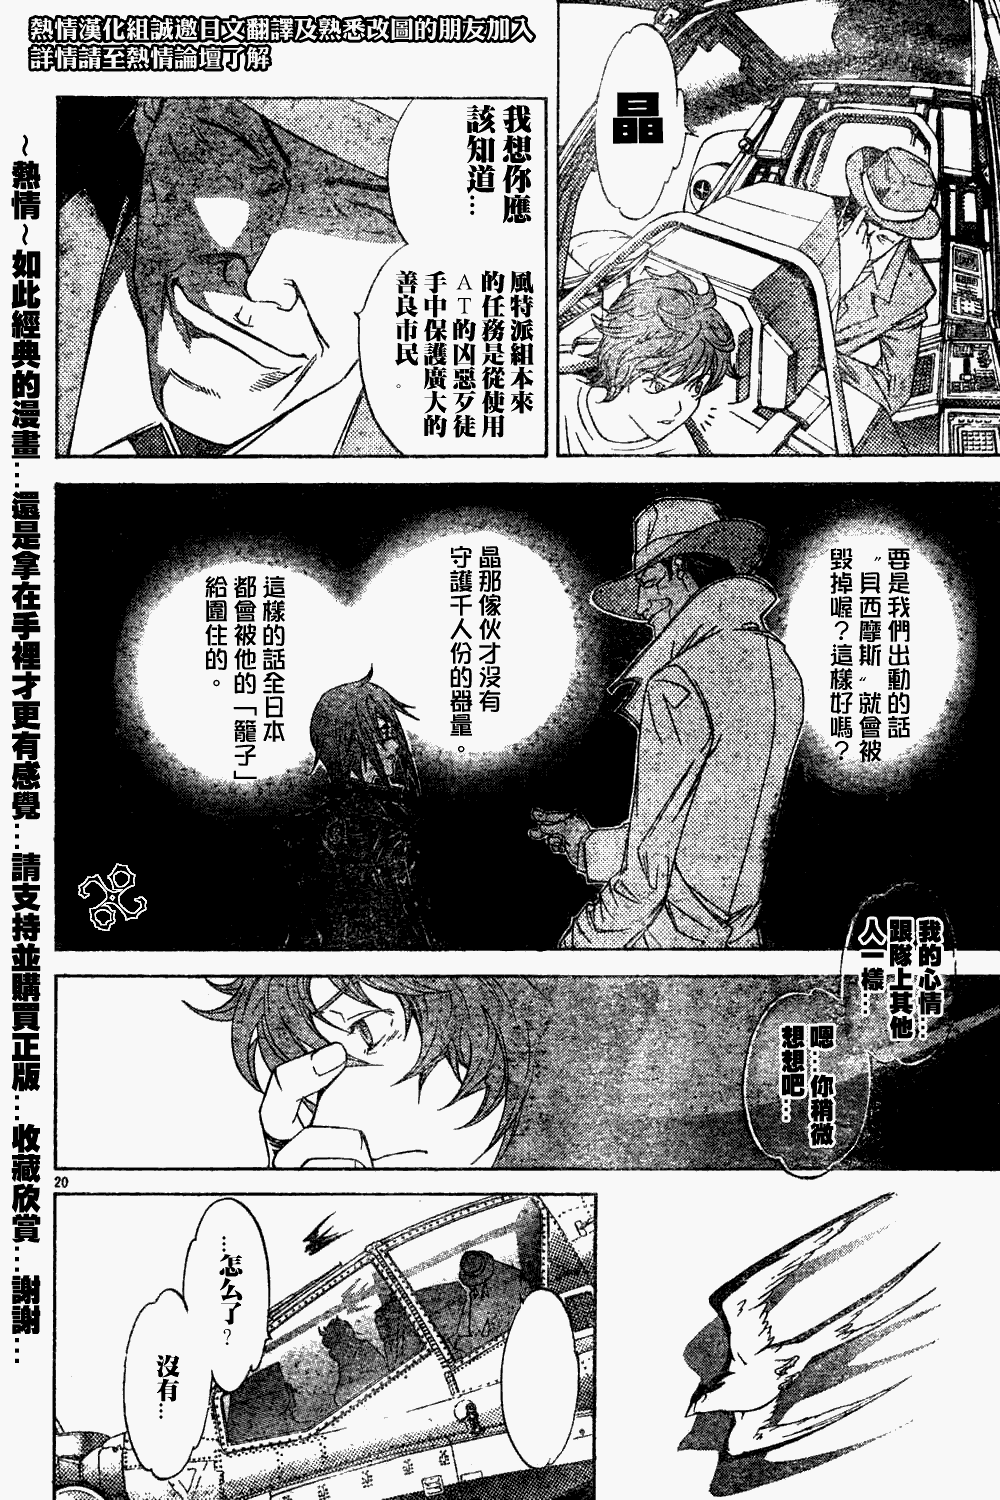 熱情漢化組誠邀日文翻譯及熟悉改圖的朋友加入
詳情請至熱情論壇了解
~熱情~如此經典的漫畫…還是拿在手裡才更有感覺…請支持並購買正版…收藏欣賞…謝謝…
晶
我想你應
該知道…
風特派組本來
的任務是從使用
AT的凶惡歹徒
手中保護廣大的
善良市民。
要是我們出動的話
〝貝西摩斯〞就會被
毀掉喔？這樣好嗎？
晶那傢伙才沒有
守護千人份的器量。
這樣的話全日本
都會被他的「籠子」
給圍住的。
我的心情…
跟隊上其他
人一樣…
嗯…你稍微
想想吧…
20
…怎么了？
沒有…